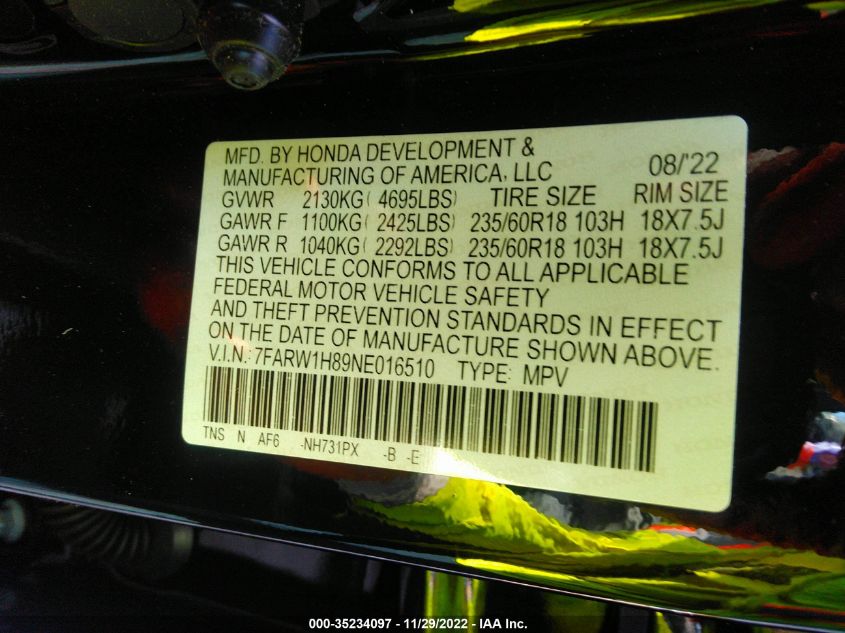 MFD. BY HONDA DEVELOPMENT &
MANUFACTURING OF AMERICA, LLC 08/'22
GVWR 2130KG( 4695LBS) TIRE SIZE RIM SIZE
GAWR F 1100KG( 2425LBS) 235/60R18 103H 18X7.5J
GAWR R 1040KG( 2292LBS) 235/60R18 103H 18X7.5J
THIS VEHICLE CONFORMS TO ALL APPLICABLE
FEDERAL MOTOR VEHICLE SAFETY
AND THEFT PREVENTION STANDARDS IN EFFECT
ON THE DATE OF MANUFACTURE SHOWN ABOVE.
V.I.N.: 7FARW1H89NE016510 TYPE: MPV
TNS N AF6 -NH731PX -B -E
000-35234097 - 11/29/2022 - IAA Inc.